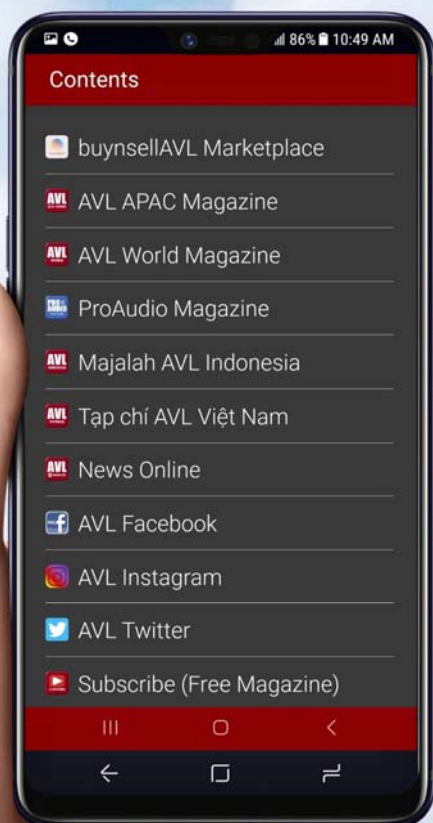 86% 10:49 AM
Contents
buynsellAVL Marketplace
AVL APAC Magazine
AVL World Magazine
ProAudio Magazine
Majalah AVL Indonesia
Tạp chí AVL Việt Nam
News Online
AVL Facebook
AVL Instagram
AVL Twitter
Subscribe (Free Magazine)